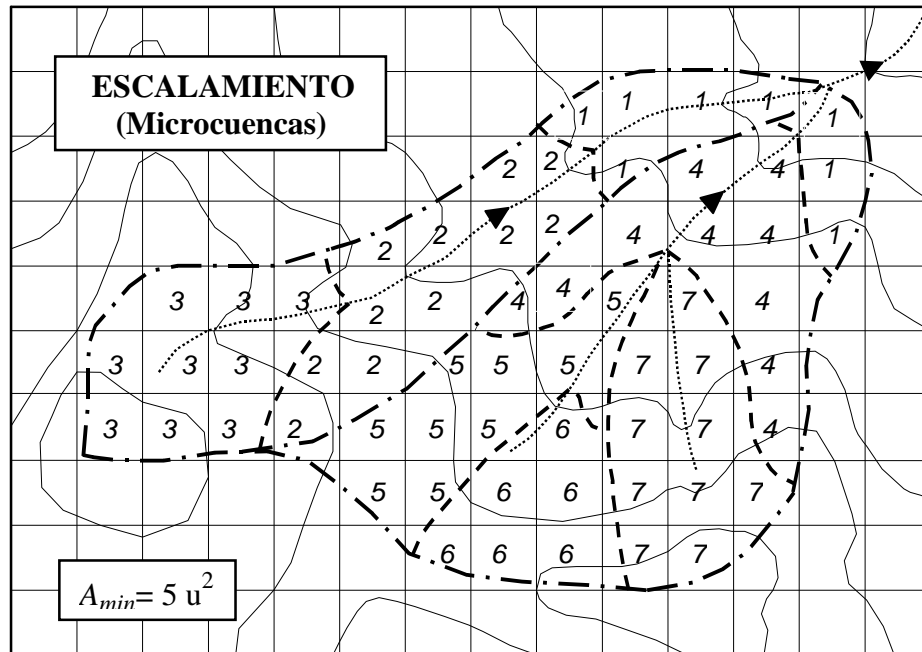 ESCALAMIENTO
(Microcuencas)
1 1 1 1 1
2 2 1 4 4 1
2 2 2 2 4 4 4 1
3 3 3 2 2 4 4 5 7 4
3 3 3 2 2 5 5 5 7 7 4
3 3 3 2 5 5 5 6 7 7 4
5 5 6 6 7 7 7
6 6 6 7 7
A_min= 5 u²